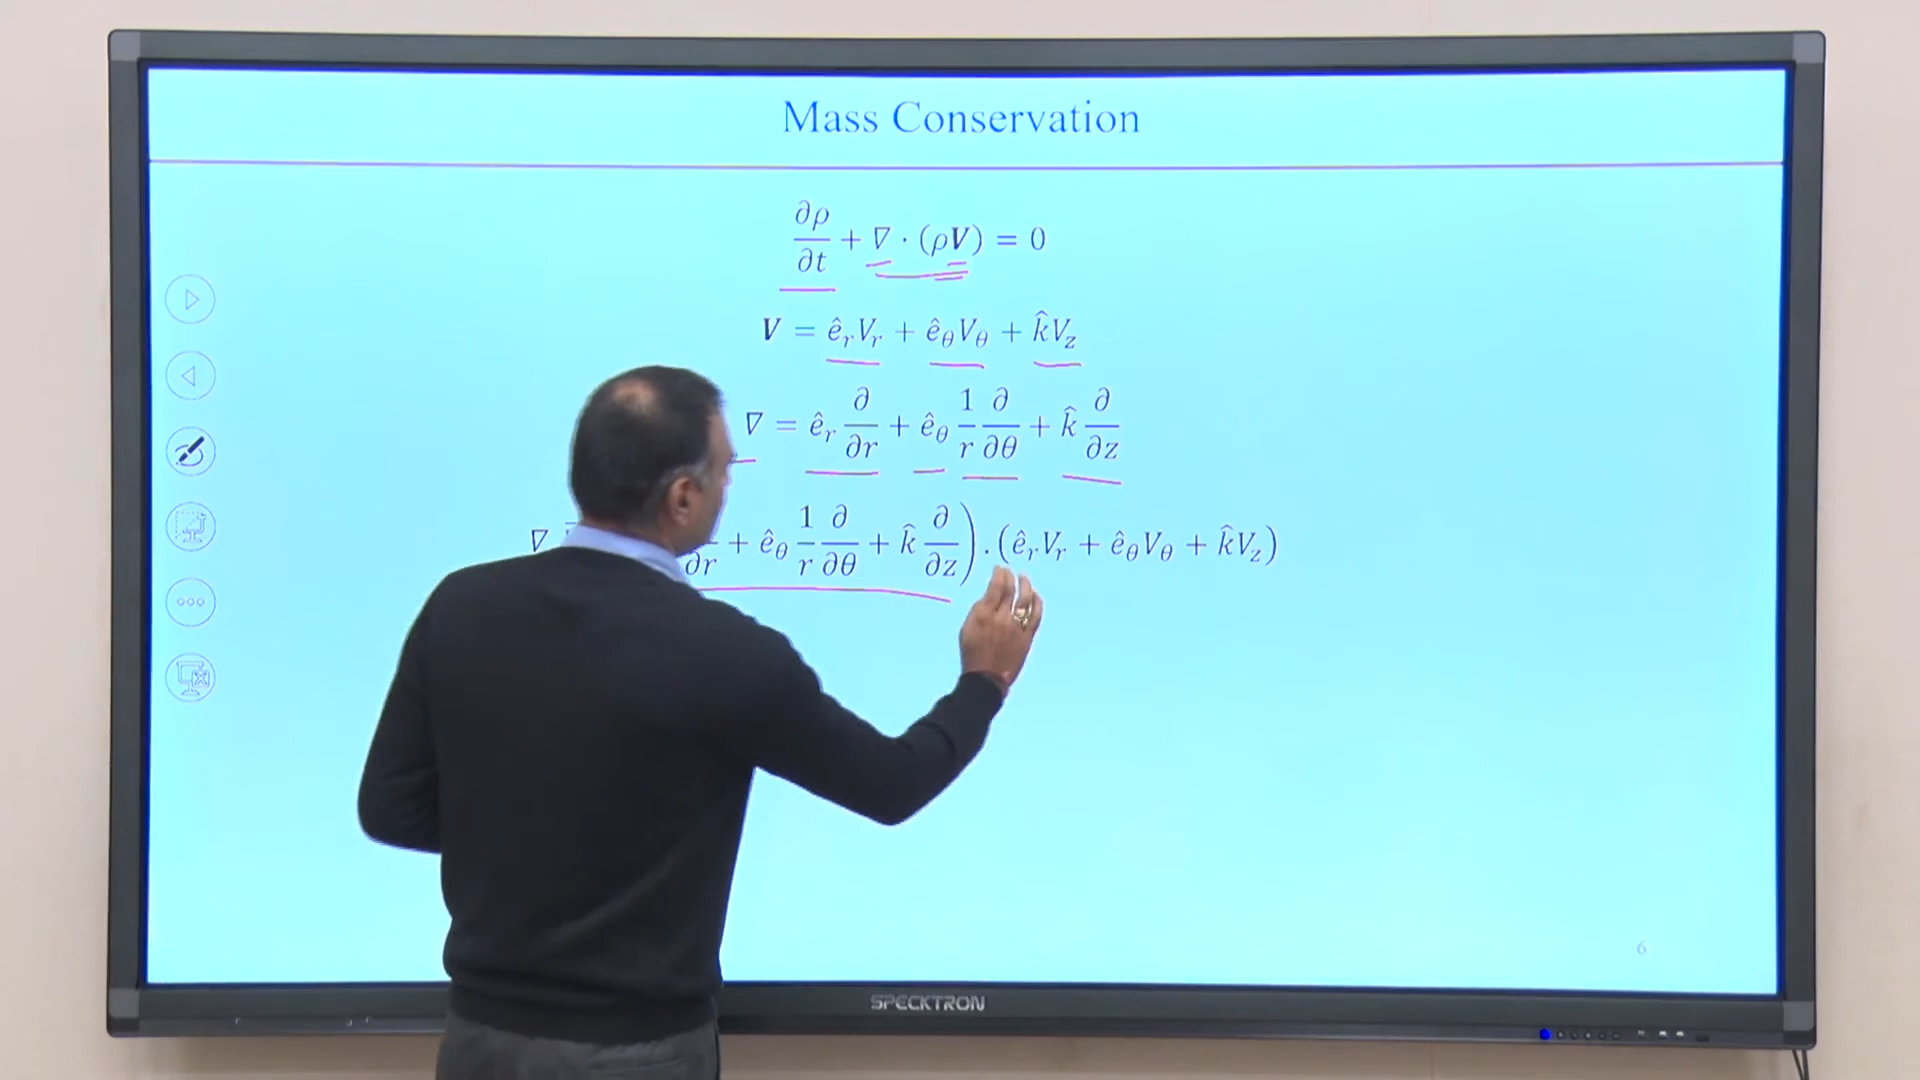 Mass Conservation
∂ρ/∂t + ∇ · (ρV) = 0
V = ê_r V_r + ê_θ V_θ + k̂ V_z
∇ = ê_r ∂/∂r + ê_θ 1/r ∂/∂θ + k̂ ∂/∂z
∇ ∂r + ê_θ 1/r ∂/∂θ + k̂ ∂/∂z ) . (ê_r V_r + ê_θ V_θ + k̂ V_z)
6
SPECKTRON